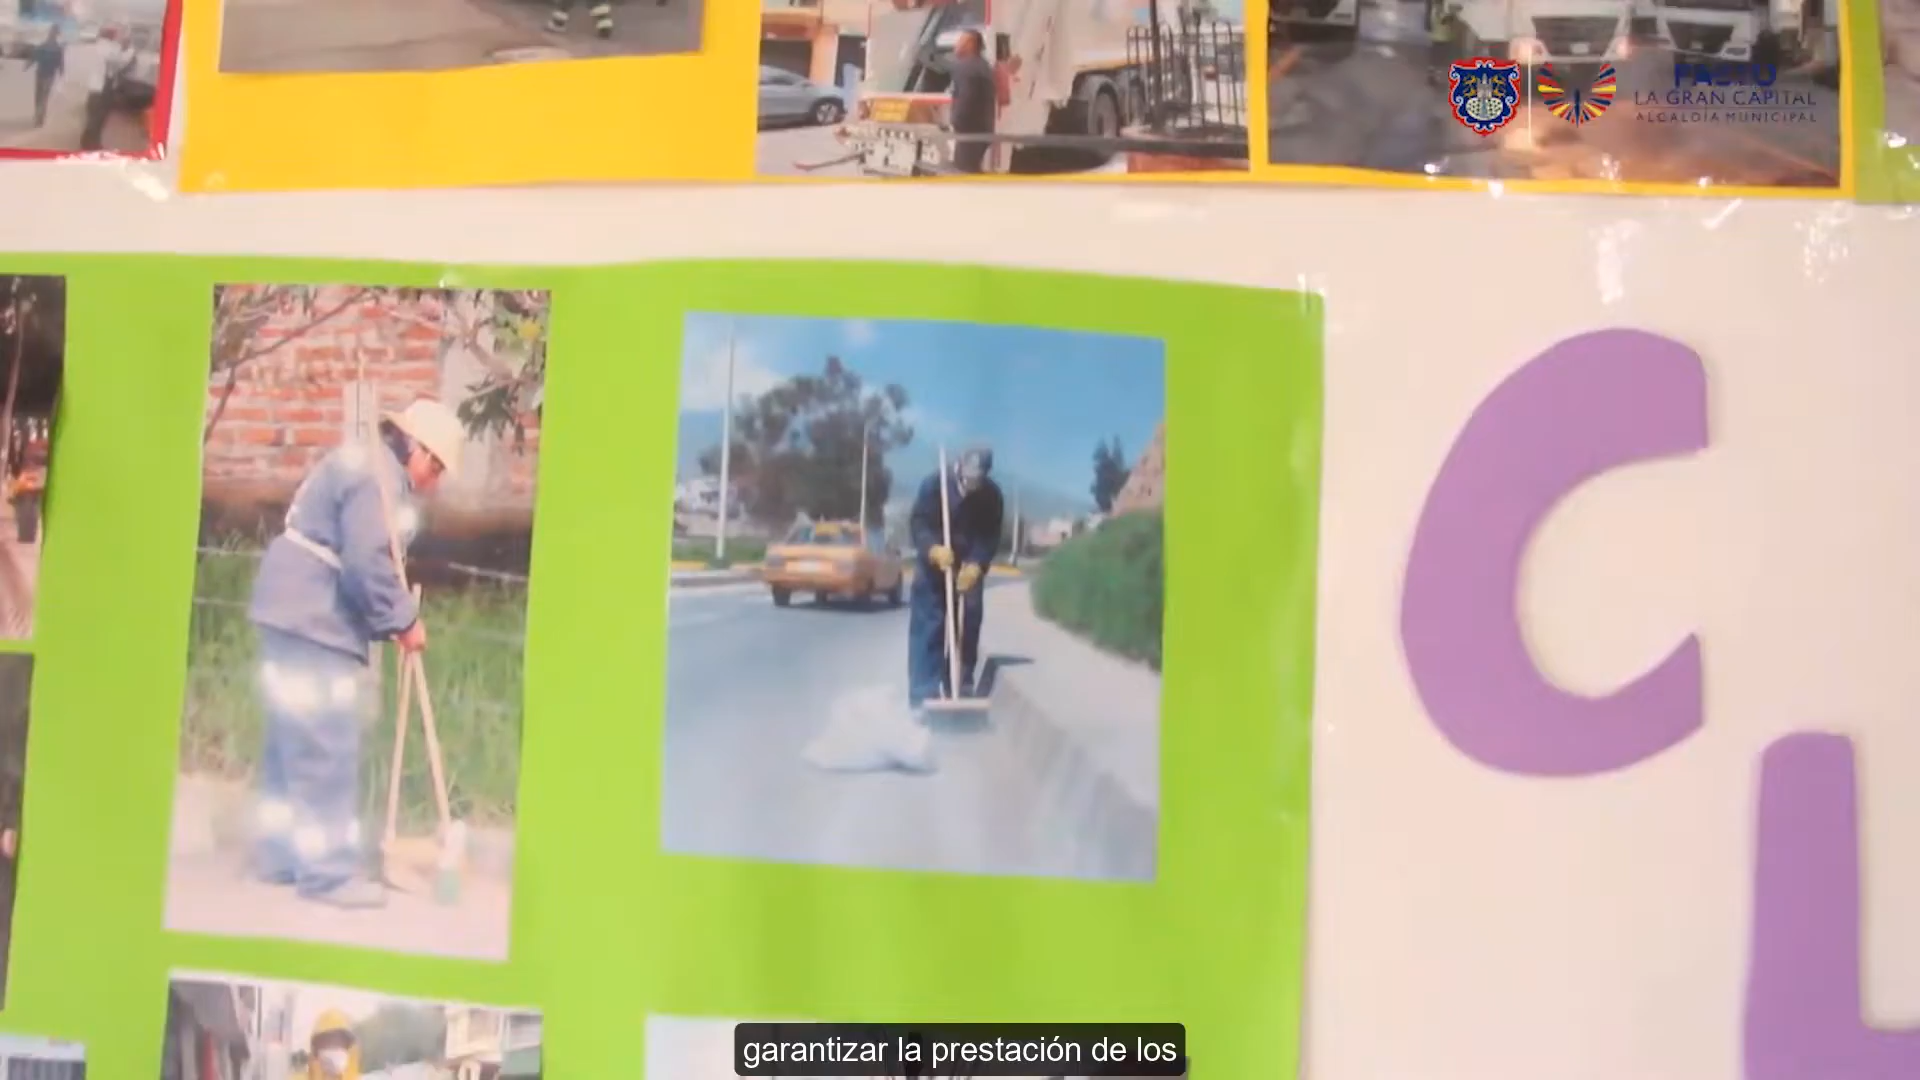 PASTO
LA GRAN CAPITAL
ALCALDÍA MUNICIPAL
C
L
garantizar la prestación de los